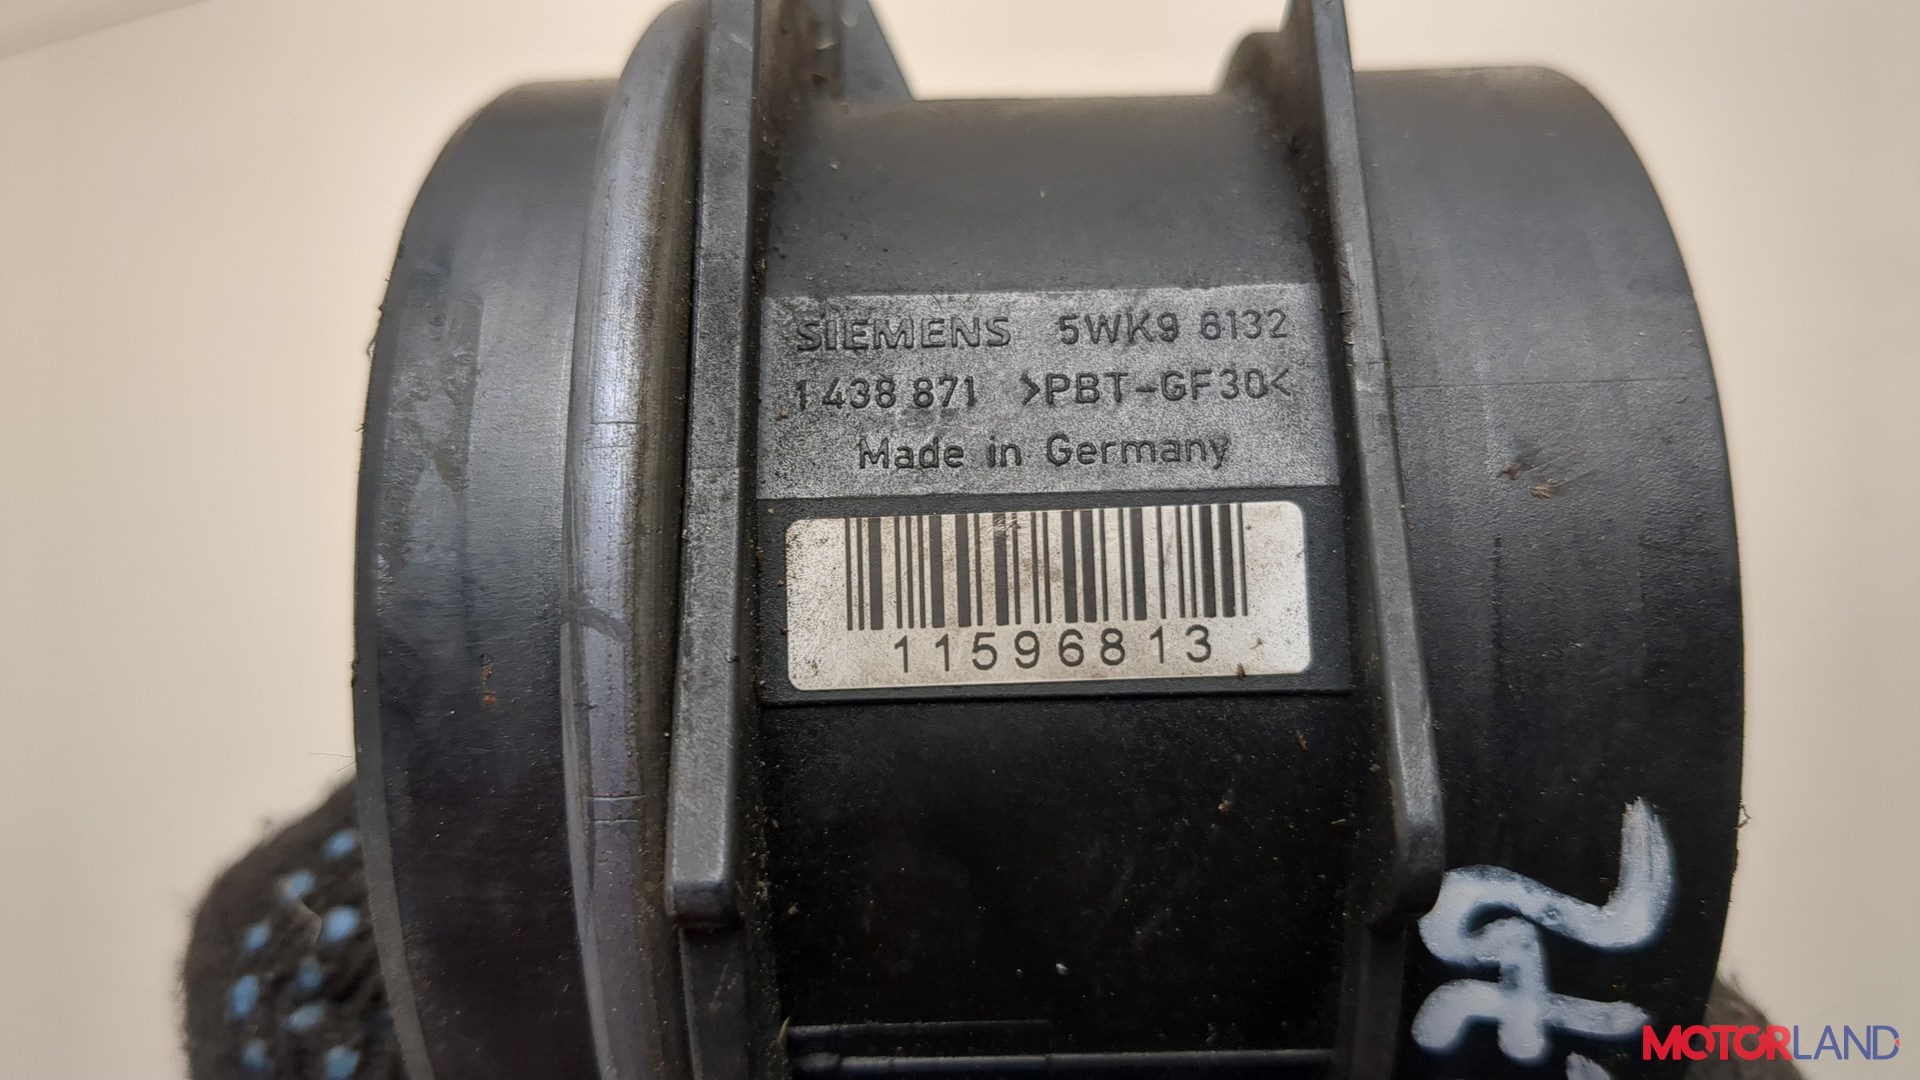 SIEMENS 5WK9 6132
1 438 871 >PBT-GF30<
Made in Germany
11596813
MOTORLAND